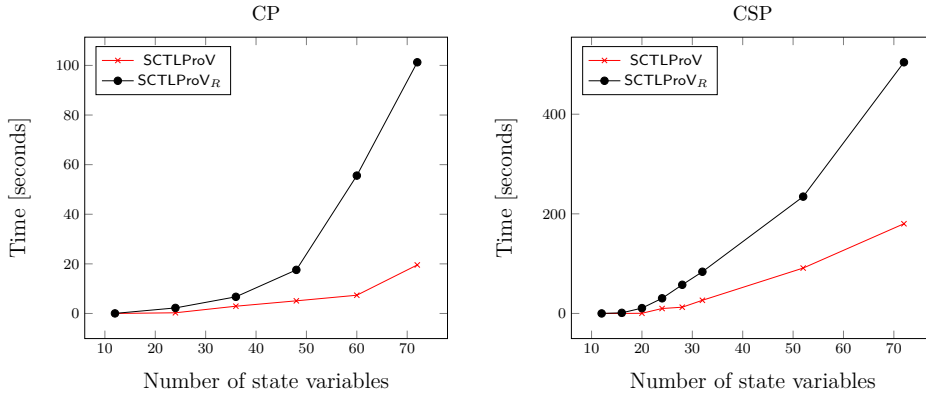 CP
SCTLProV
SCTLProV_R
100
80
60
40
20
0
10 20 30 40 50 60 70
Time [seconds]
Number of state variables
CSP
SCTLProV
SCTLProV_R
400
200
0
10 20 30 40 50 60 70
Time [seconds]
Number of state variables